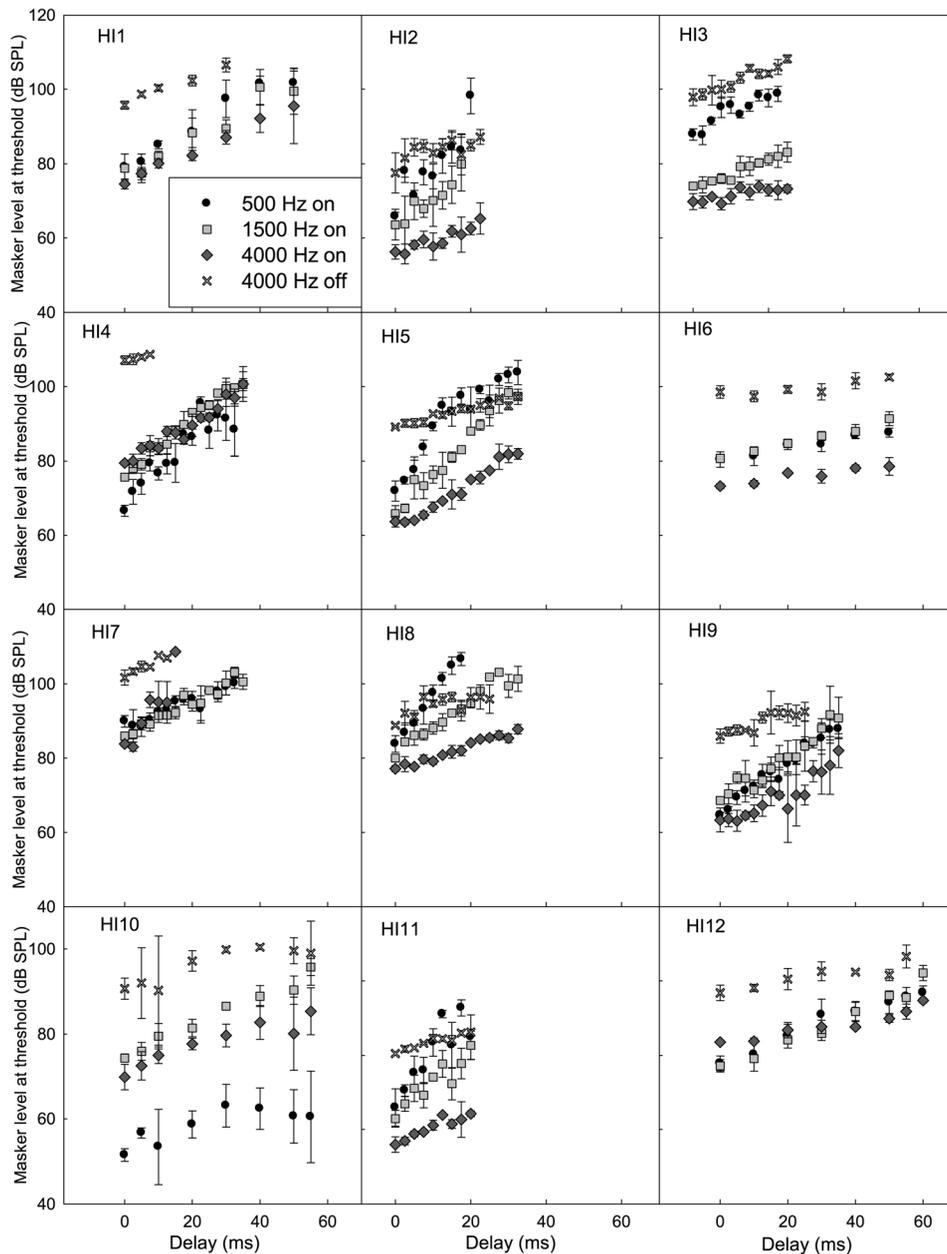 120
HI1
HI2
HI3
100
80
60
40
Masker level at threshold (dB SPL)
500 Hz on
1500 Hz on
4000 Hz on
4000 Hz off
HI4
HI5
HI6
100
80
60
40
Masker level at threshold (dB SPL)
HI7
HI8
HI9
100
80
60
40
Masker level at threshold (dB SPL)
HI10
HI11
HI12
100
80
60
40
Masker level at threshold (dB SPL)
0 20 40 60
0 20 40 60
0 20 40 60
Delay (ms)
Delay (ms)
Delay (ms)